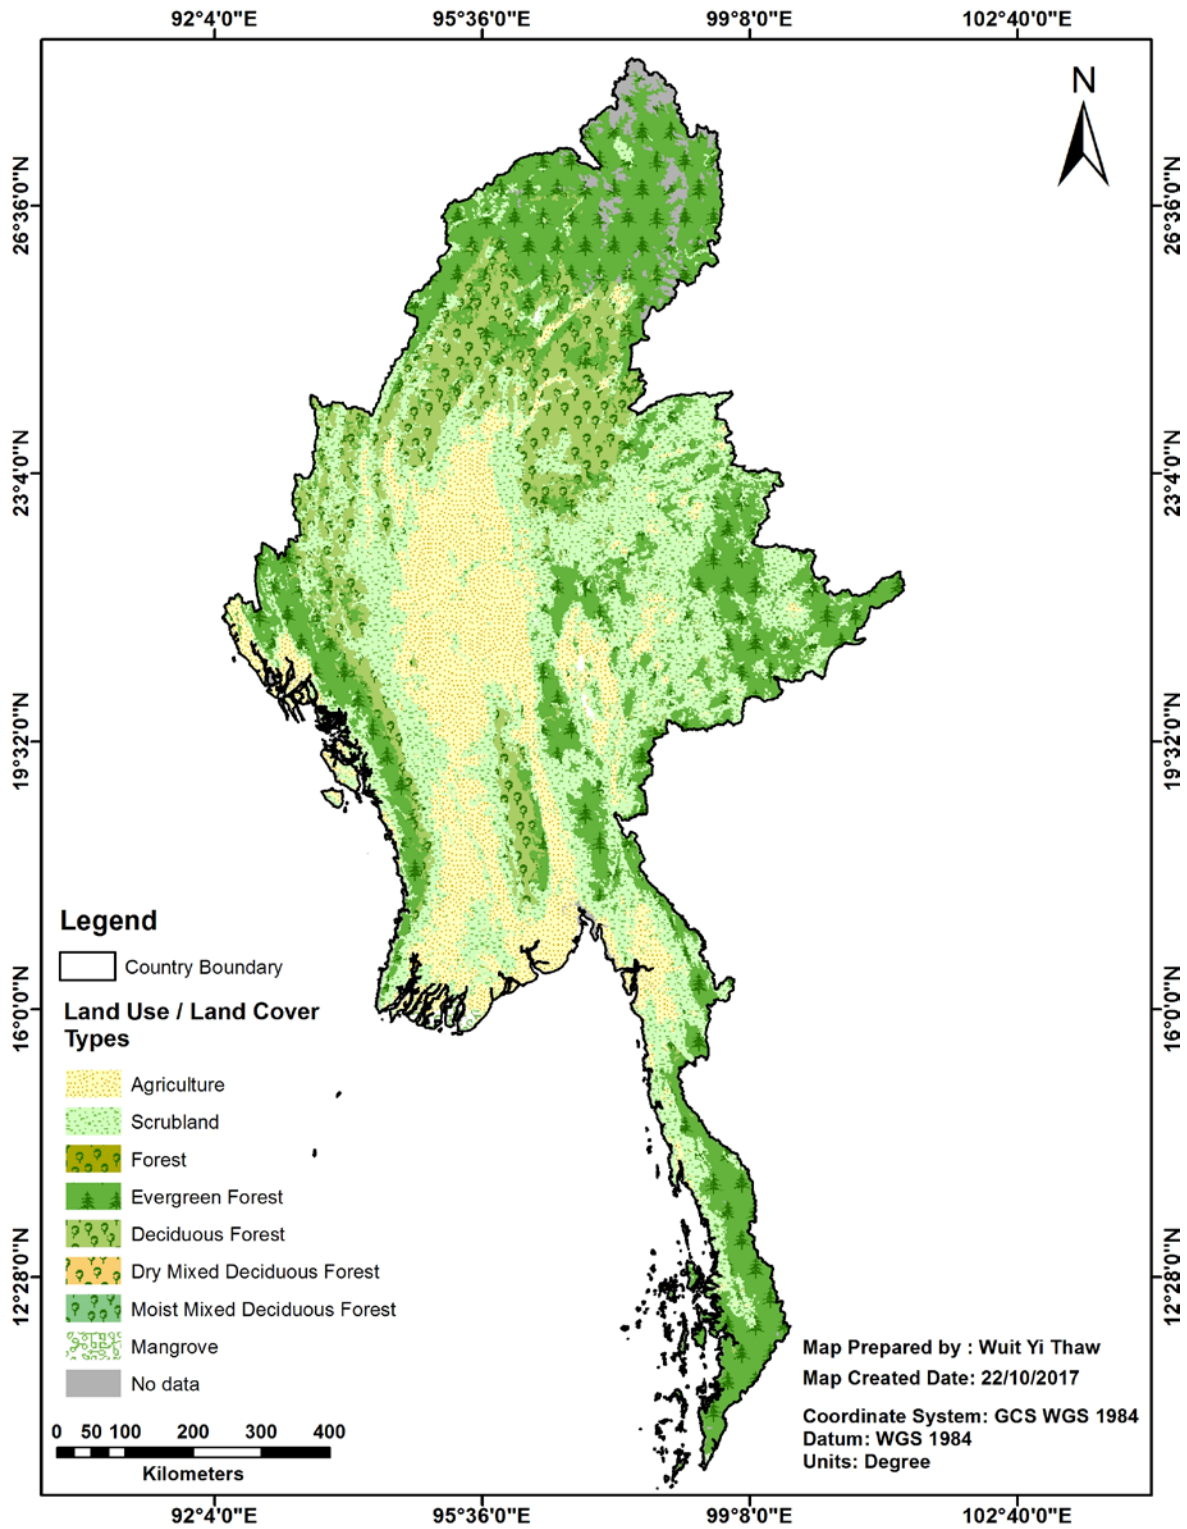 92°4'0"E 95°36'0"E 99°8'0"E 102°40'0"E
N
26°36'0"N 26°36'0"N
23°4'0"N 23°4'0"N
19°32'0"N 19°32'0"N
16°0'0"N 16°0'0"N
12°28'0"N 12°28'0"N
Legend
Country Boundary
Land Use / Land Cover
Types
Agriculture
Scrubland
Forest
Evergreen Forest
Deciduous Forest
Dry Mixed Deciduous Forest
Moist Mixed Deciduous Forest
Mangrove
No data
0 50 100 200 300 400
Kilometers
Map Prepared by : Wuit Yi Thaw
Map Created Date: 22/10/2017
Coordinate System: GCS WGS 1984
Datum: WGS 1984
Units: Degree
92°4'0"E 95°36'0"E 99°8'0"E 102°40'0"E